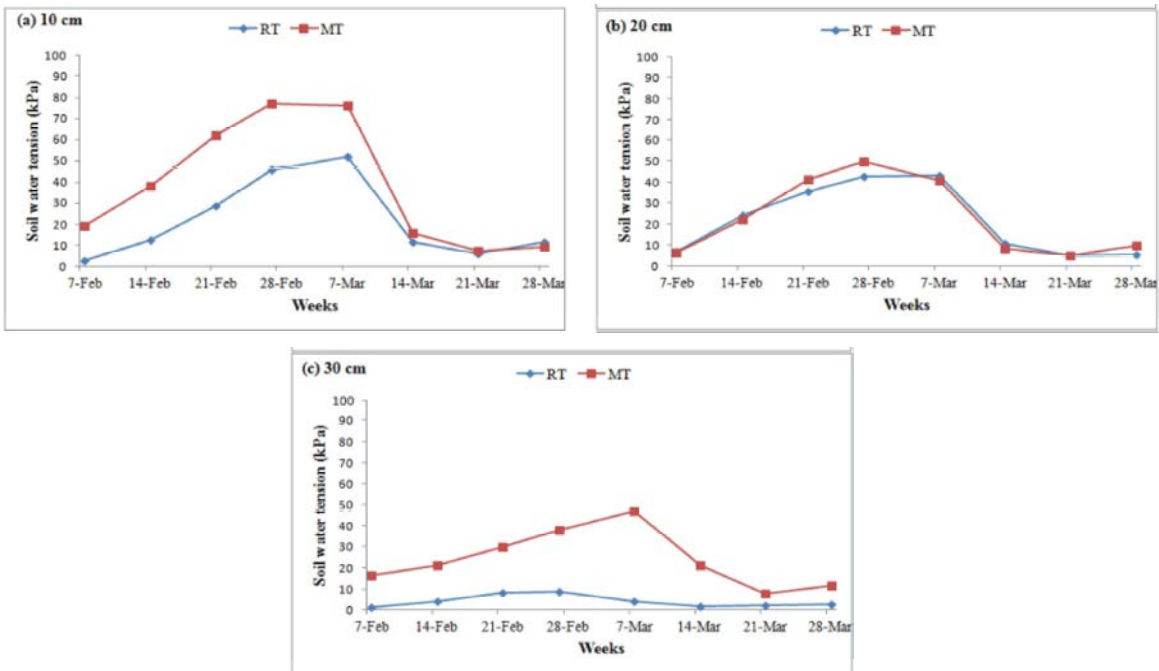 (a) 10 cm
RT MT
Soil water tension (kPa)
100
90
80
70
60
50
40
30
20
10
0
7-Feb 14-Feb 21-Feb 28-Feb 7-Mar 14-Mar 21-Mar 28-Mar
Weeks
(b) 20 cm
RT MT
Soil water tension (kPa)
100
90
80
70
60
50
40
30
20
10
0
7-Feb 14-Feb 21-Feb 28-Feb 7-Mar 14-Mar 21-Mar 28-Mar
Weeks
(c) 30 cm
RT MT
Soil water tension (kPa)
100
90
80
70
60
50
40
30
20
10
0
7-Feb 14-Feb 21-Feb 28-Feb 7-Mar 14-Mar 21-Mar 28-Mar
Weeks